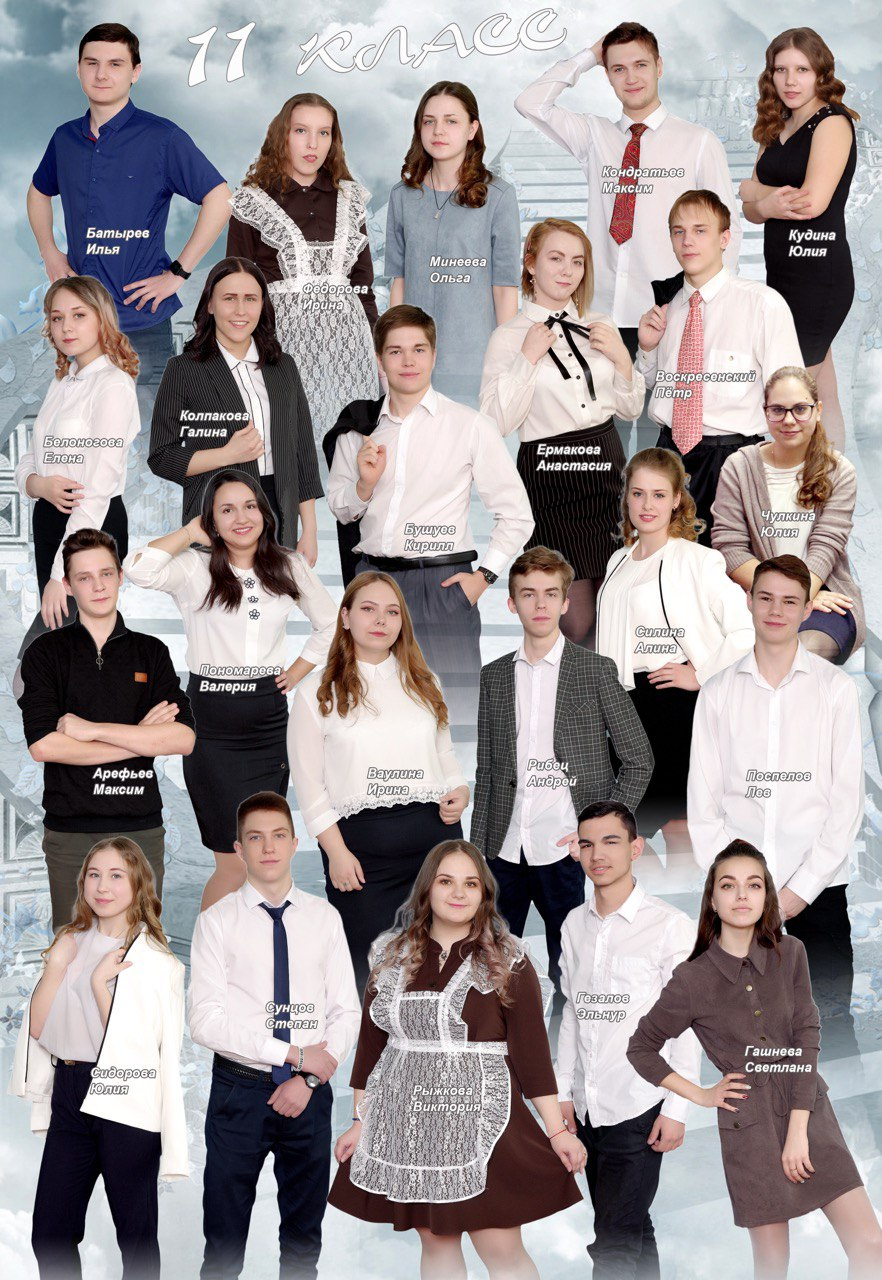 11 класс
Батырев
Илья
Федорова
Ирина
Минеева
Ольга
Кондратьев
Максим
Кудина
Юлия
Белоногова
Елена
Колпакова
Галина
Бушуев
Кирилл
Ермакова
Анастасия
Воскресенский
Пётр
Чулкина
Юлия
Арефьев
Максим
Пономарева
Валерия
Ваулина
Ирина
Рибец
Андрей
Силина
Алина
Поспелов
Лев
Сидорова
Юлия
Сунцов
Степан
Рыжкова
Виктория
Гезалов
Эльнур
Гашнева
Светлана